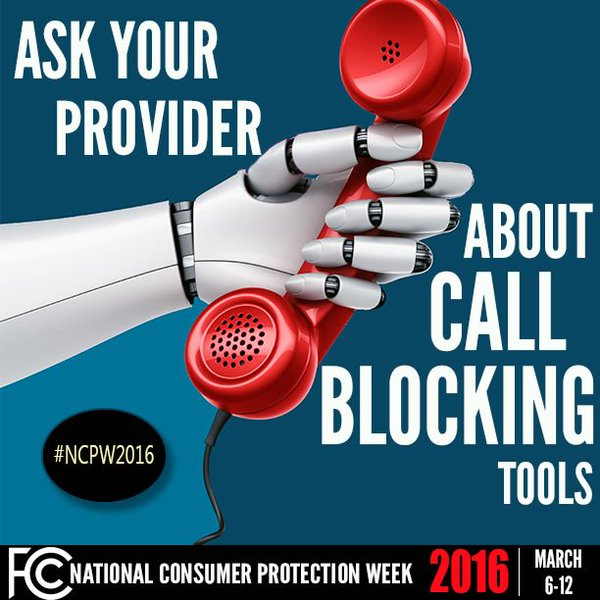 ASK YOUR
PROVIDER
ABOUT
CALL
BLOCKING
TOOLS
#NCPW2016
FCC NATIONAL CONSUMER PROTECTION WEEK 2016 MARCH
6-12